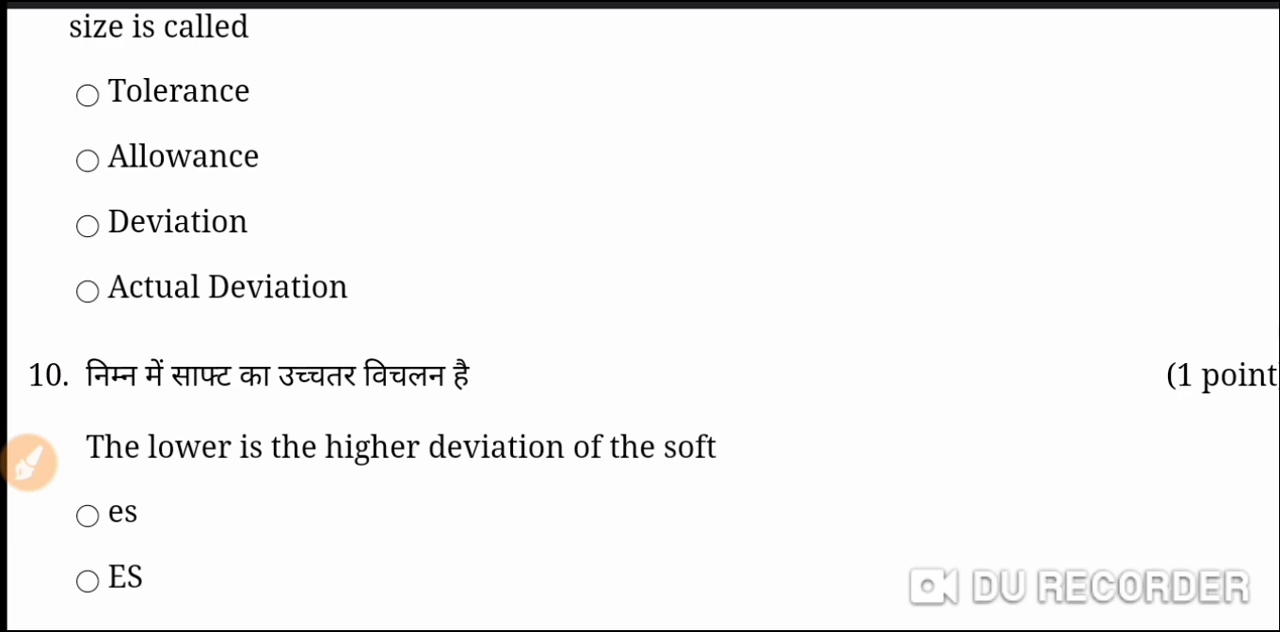 size is called
Tolerance
Allowance
Deviation
Actual Deviation
10. निम्न में साफ्ट का उच्चतर विचलन है (1 point
The lower is the higher deviation of the soft
es
ES
DU RECORDER